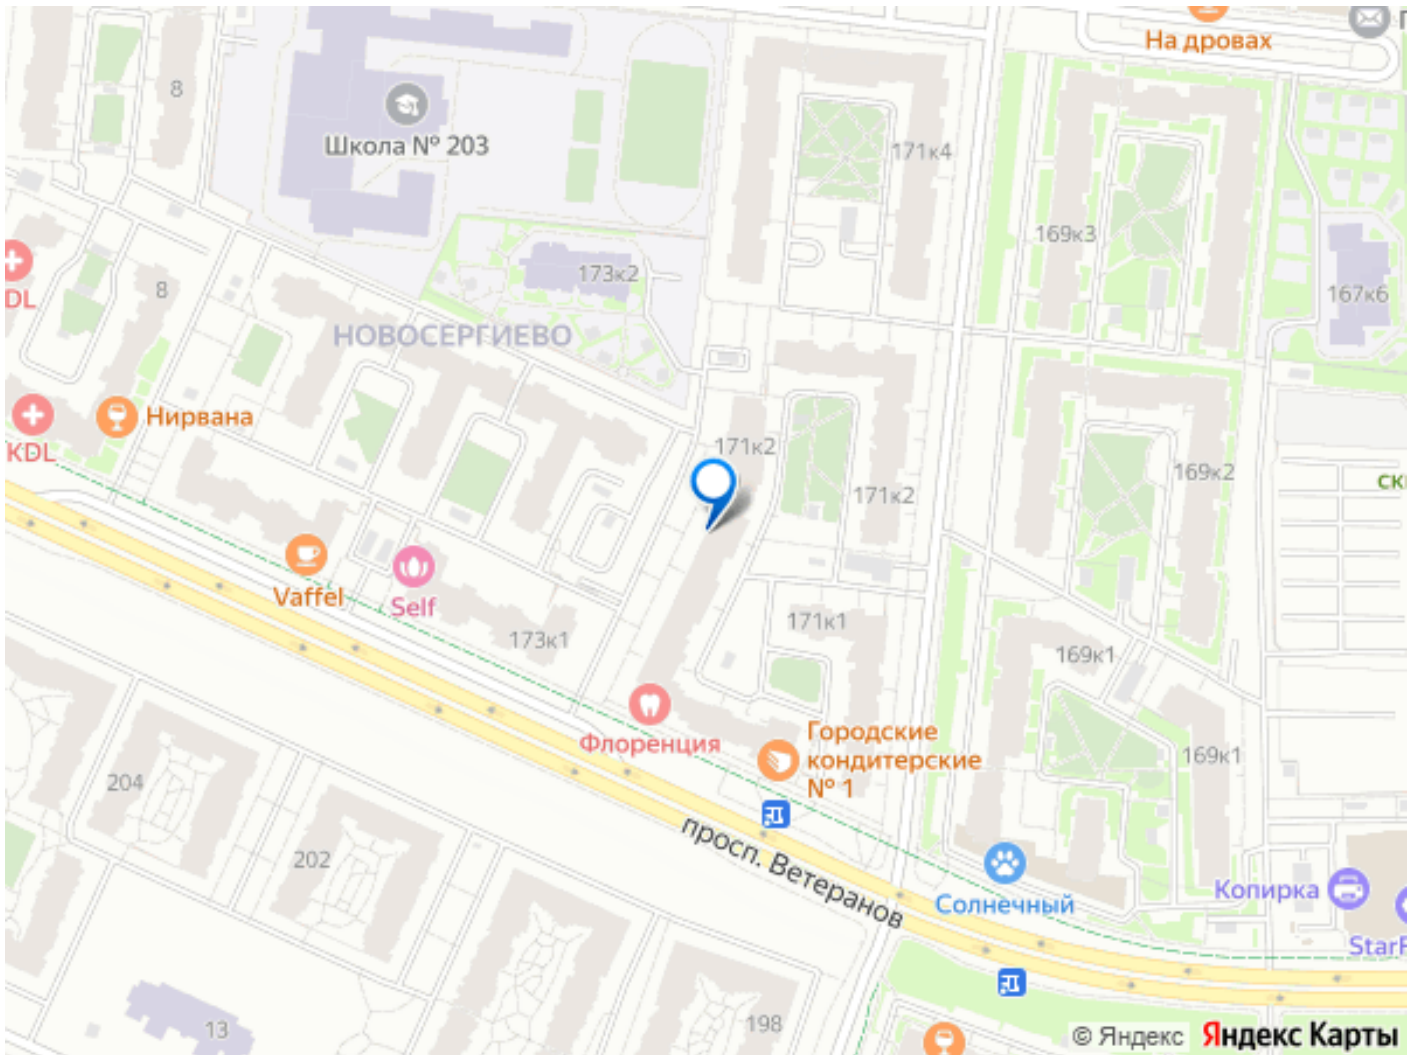 На дровах
8
Школа № 203
171к4
169к3
173к2
8
DL
167к6
НОВОСЕРГИЕВО
Нирвана
KDL
171к2
169к2
171к2
Vaffel
Self
173к1
171к1
169к1
Флоренция
Городские
кондитерские
№ 1
169к1
204
202
просп. Ветеранов
Солнечный
Копирка
13
198
© Яндекс
Яндекс Карты